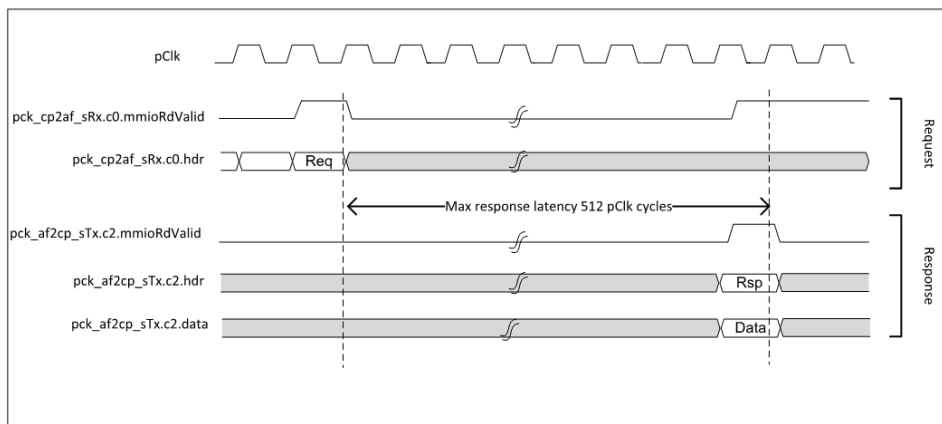 pClk
pck_cp2af_sRx.c0.mmioRdValid
pck_cp2af_sRx.c0.hdr
Req
Request
Max response latency 512 pClk cycles
pck_af2cp_sTx.c2.mmioRdValid
pck_af2cp_sTx.c2.hdr
Rsp
Response
pck_af2cp_sTx.c2.data
Data